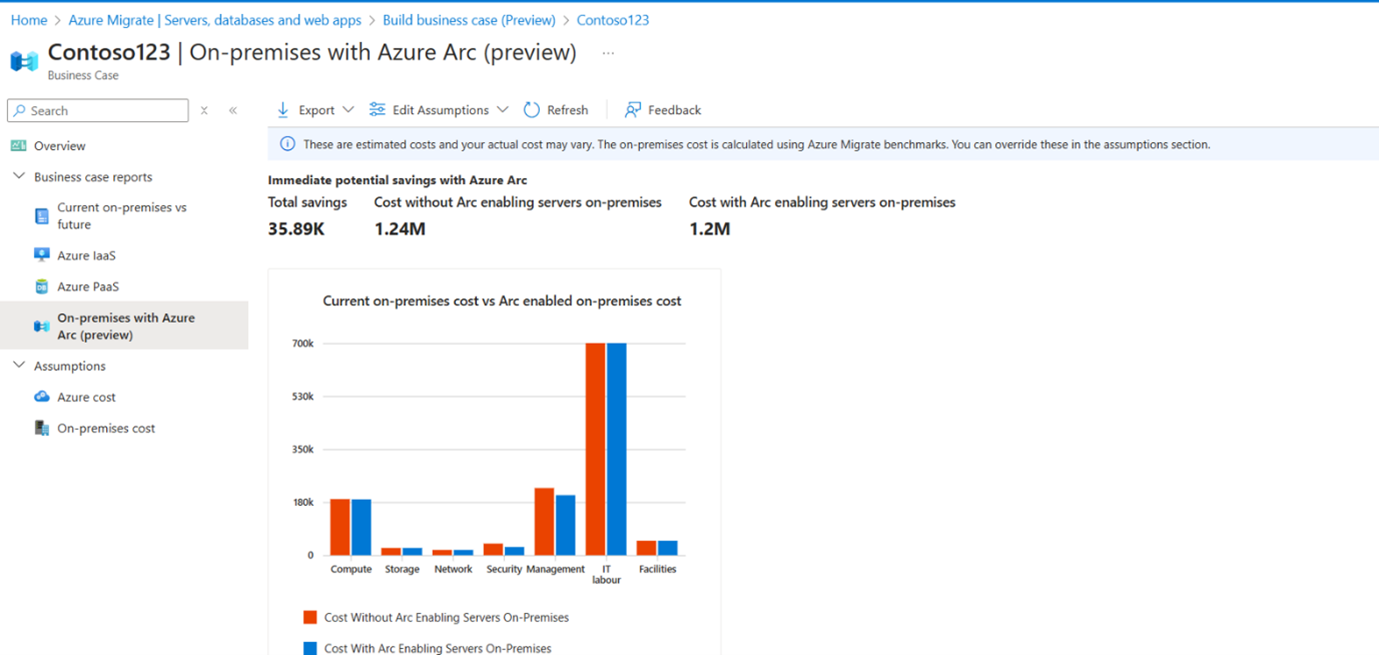 Home > Azure Migrate | Servers, databases and web apps > Build business case (Preview) > Contoso123
Contoso123 | On-premises with Azure Arc (preview) ...
Business Case
Search
Export
Edit Assumptions
Refresh
Feedback
Overview
Business case reports
Current on-premises vs
future
Azure IaaS
Azure PaaS
On-premises with Azure
Arc (preview)
Assumptions
Azure cost
On-premises cost
These are estimated costs and your actual cost may vary. The on-premises cost is calculated using Azure Migrate benchmarks. You can override these in the assumptions section.
Immediate potential savings with Azure Arc
Total savings
35.89K
Cost without Arc enabling servers on-premises
1.24M
Cost with Arc enabling servers on-premises
1.2M
Current on-premises cost vs Arc enabled on-premises cost
700k
530k
350k
180k
0
Compute
Storage
Network
Security
Management
IT
labour
Facilities
Cost Without Arc Enabling Servers On-Premises
Cost With Arc Enabling Servers On-Premises